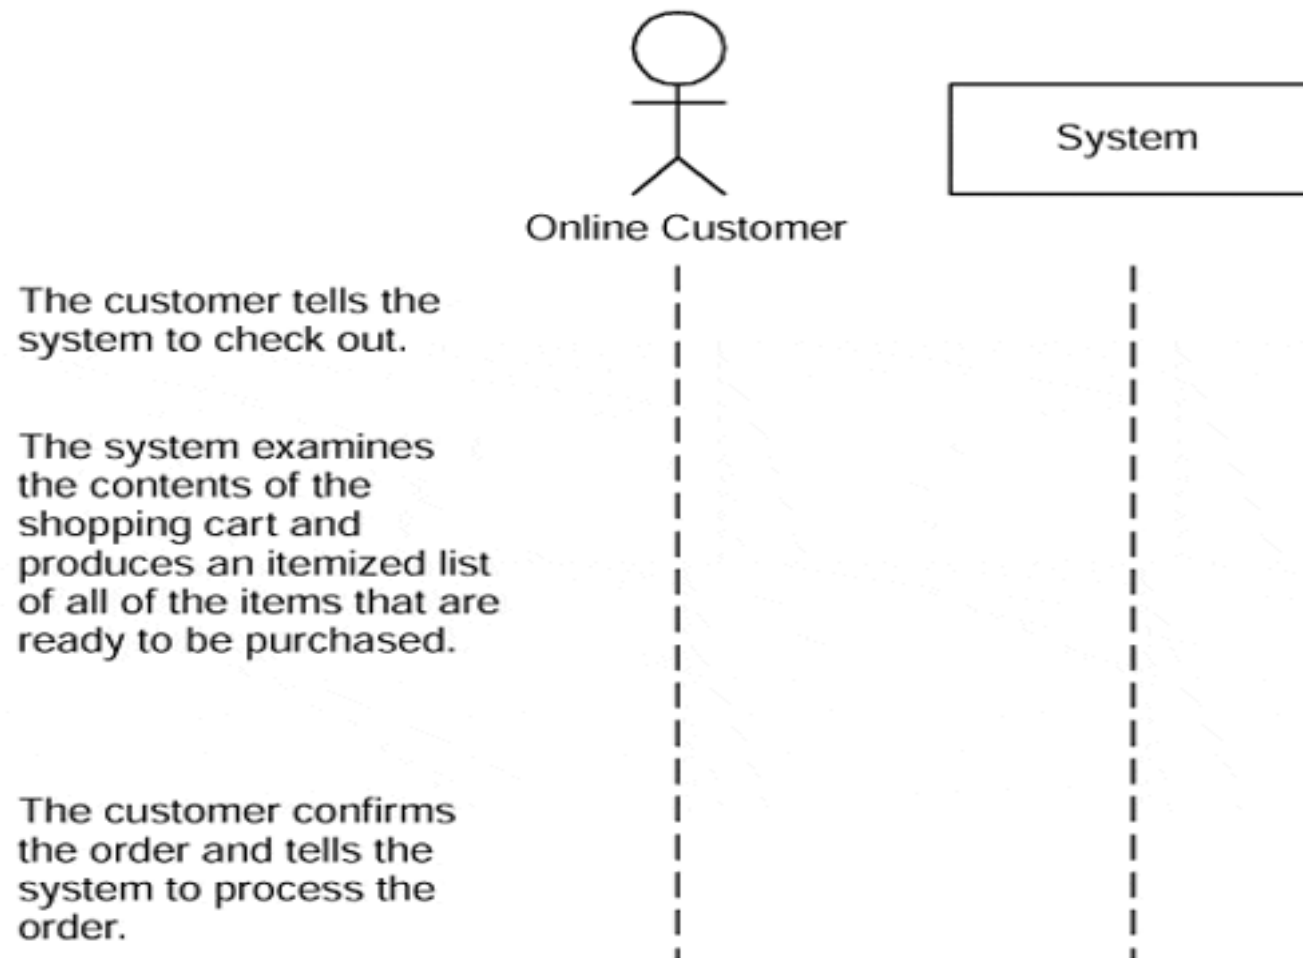 System
Online Customer
The customer tells the
system to check out.
The system examines
the contents of the
shopping cart and
produces an itemized list
of all of the items that are
ready to be purchased.
The customer confirms
the order and tells the
system to process the
order.